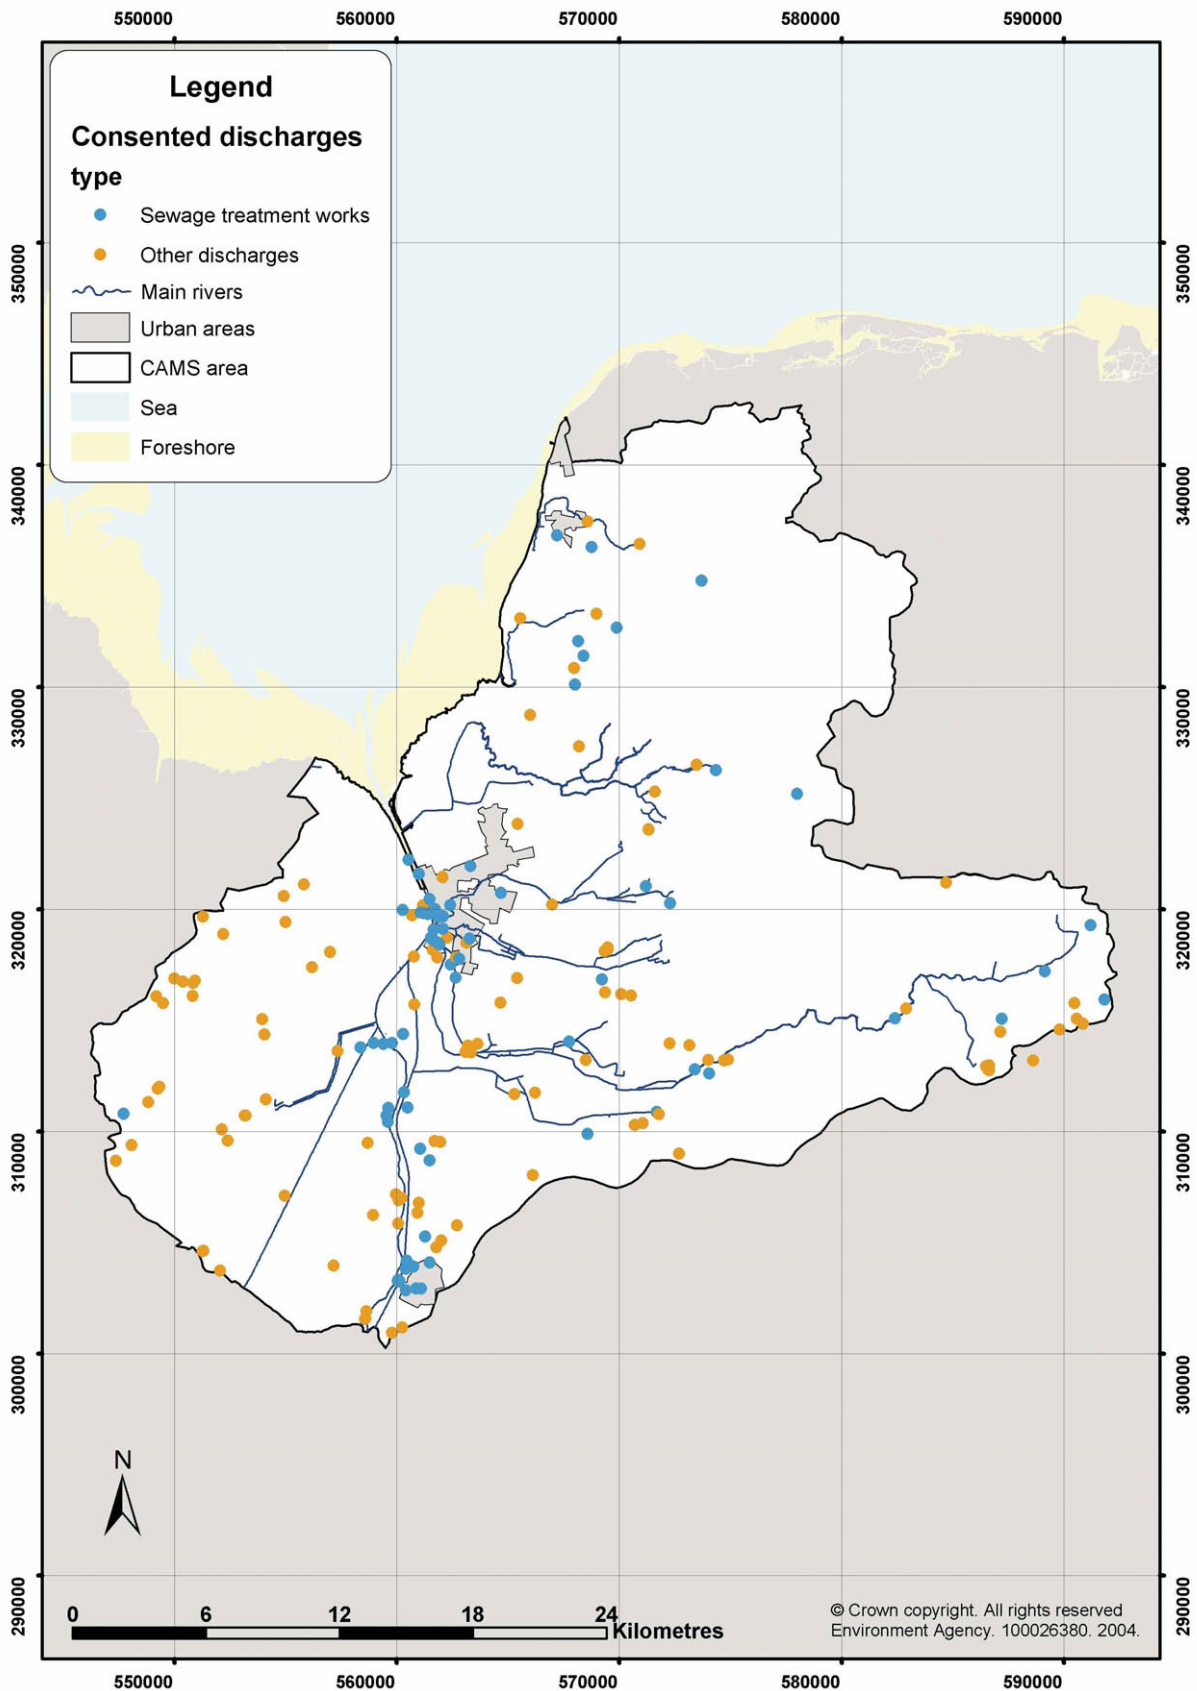 550000 560000 570000 580000 590000
Legend
Consented discharges
type
Sewage treatment works
Other discharges
Main rivers
Urban areas
CAMS area
Sea
Foreshore
350000 350000
340000 340000
330000 330000
320000 320000
310000 310000
300000 300000
290000 290000
N
0 6 12 18 24
Kilometres
© Crown copyright. All rights reserved
Environment Agency. 100026380. 2004.
550000 560000 570000 580000 590000